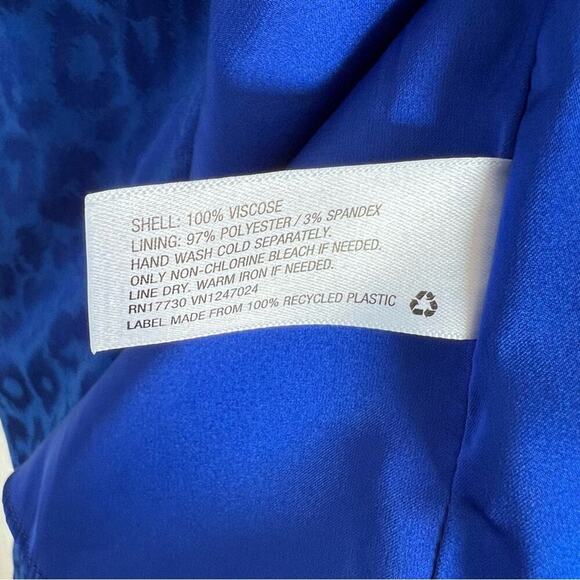 SHELL: 100% VISCOSE
LINING: 97% POLYESTER / 3% SPANDEX
HAND WASH COLD SEPARATELY.
ONLY NON-CHLORINE BLEACH IF NEEDED.
LINE DRY. WARM IRON IF NEEDED.
RN17730 VN1247024
LABEL MADE FROM 100% RECYCLED PLASTIC